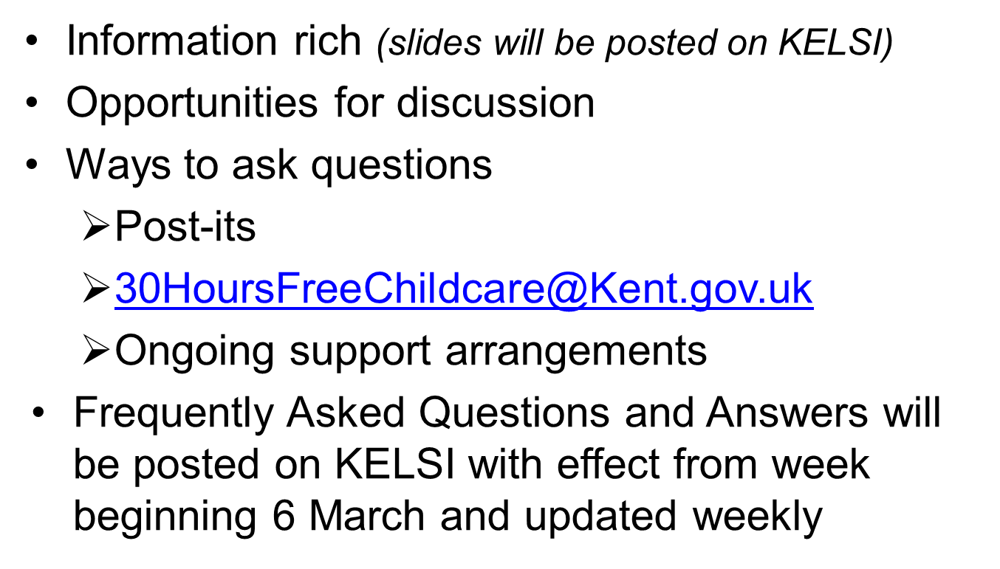 • Information rich (slides will be posted on KELSI)
• Opportunities for discussion
• Ways to ask questions
➢Post-its
➢30HoursFreeChildcare@Kent.gov.uk
➢Ongoing support arrangements
• Frequently Asked Questions and Answers will
be posted on KELSI with effect from week
beginning 6 March and updated weekly